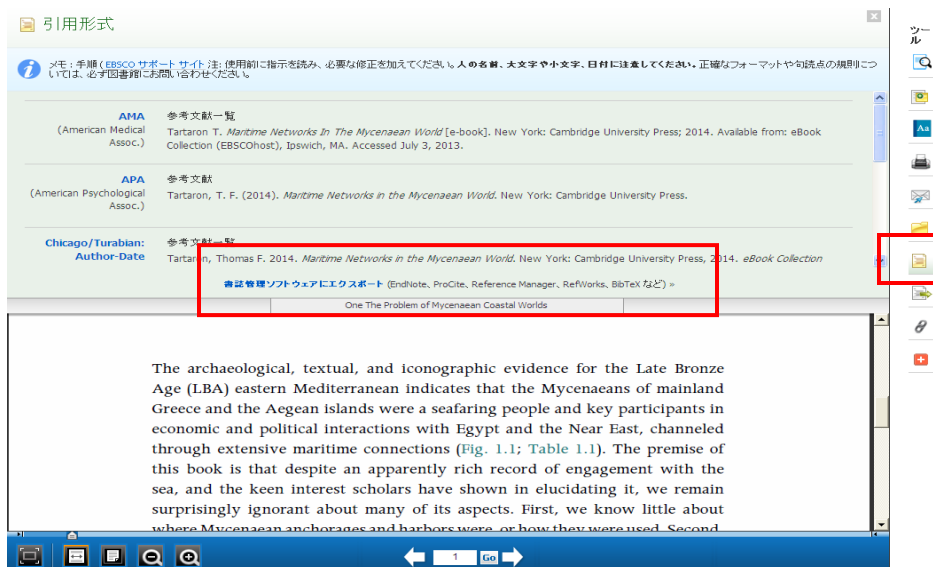 引用形式
ツー
ル
メモ : 手順 ( EBSCO サポート サイト 注: 使用前に指示を読み、必要な修正を加えてください。人の名前、大文字や小文字、日付に注意してください。正確なフォーマットや句読点の規則につ
いては、必ず図書館にお問い合わせください。
AMA
(American Medical
Assoc.)
参考文献一覧
Tartaron T. Maritime Networks In The Mycenaean World [e-book]. New York: Cambridge University Press; 2014. Available from: eBook
Collection (EBSCOhost), Ipswich, MA. Accessed July 3, 2013.
APA
(American Psychological
Assoc.)
参考文献
Tartaron, T. F. (2014). Maritime Networks in the Mycenaean World. New York: Cambridge University Press.
Chicago/Turabian:
Author-Date
参考文献一覧
Tartaron, Thomas F. 2014. Maritime Networks in the Mycenaean World. New York: Cambridge University Press, 2014. eBook Collection
書誌管理ソフトウェアにエクスポート (EndNote、ProCite、Reference Manager、RefWorks、BibTeX など) »
One The Problem of Mycenaean Coastal Worlds
Aa
The archaeological, textual, and iconographic evidence for the Late Bronze
Age (LBA) eastern Mediterranean indicates that the Mycenaeans of mainland
Greece and the Aegean islands were a seafaring people and key participants in
economic and political interactions with Egypt and the Near East, channeled
through extensive maritime connections (Fig. 1.1; Table 1.1). The premise of
this book is that despite an apparently rich record of engagement with the
sea, and the keen interest scholars have shown in elucidating it, we remain
surprisingly ignorant about many of its aspects. First, we know little about
where Mycenaean anchorages and harbors were, or how they were used. Second,
1
Go